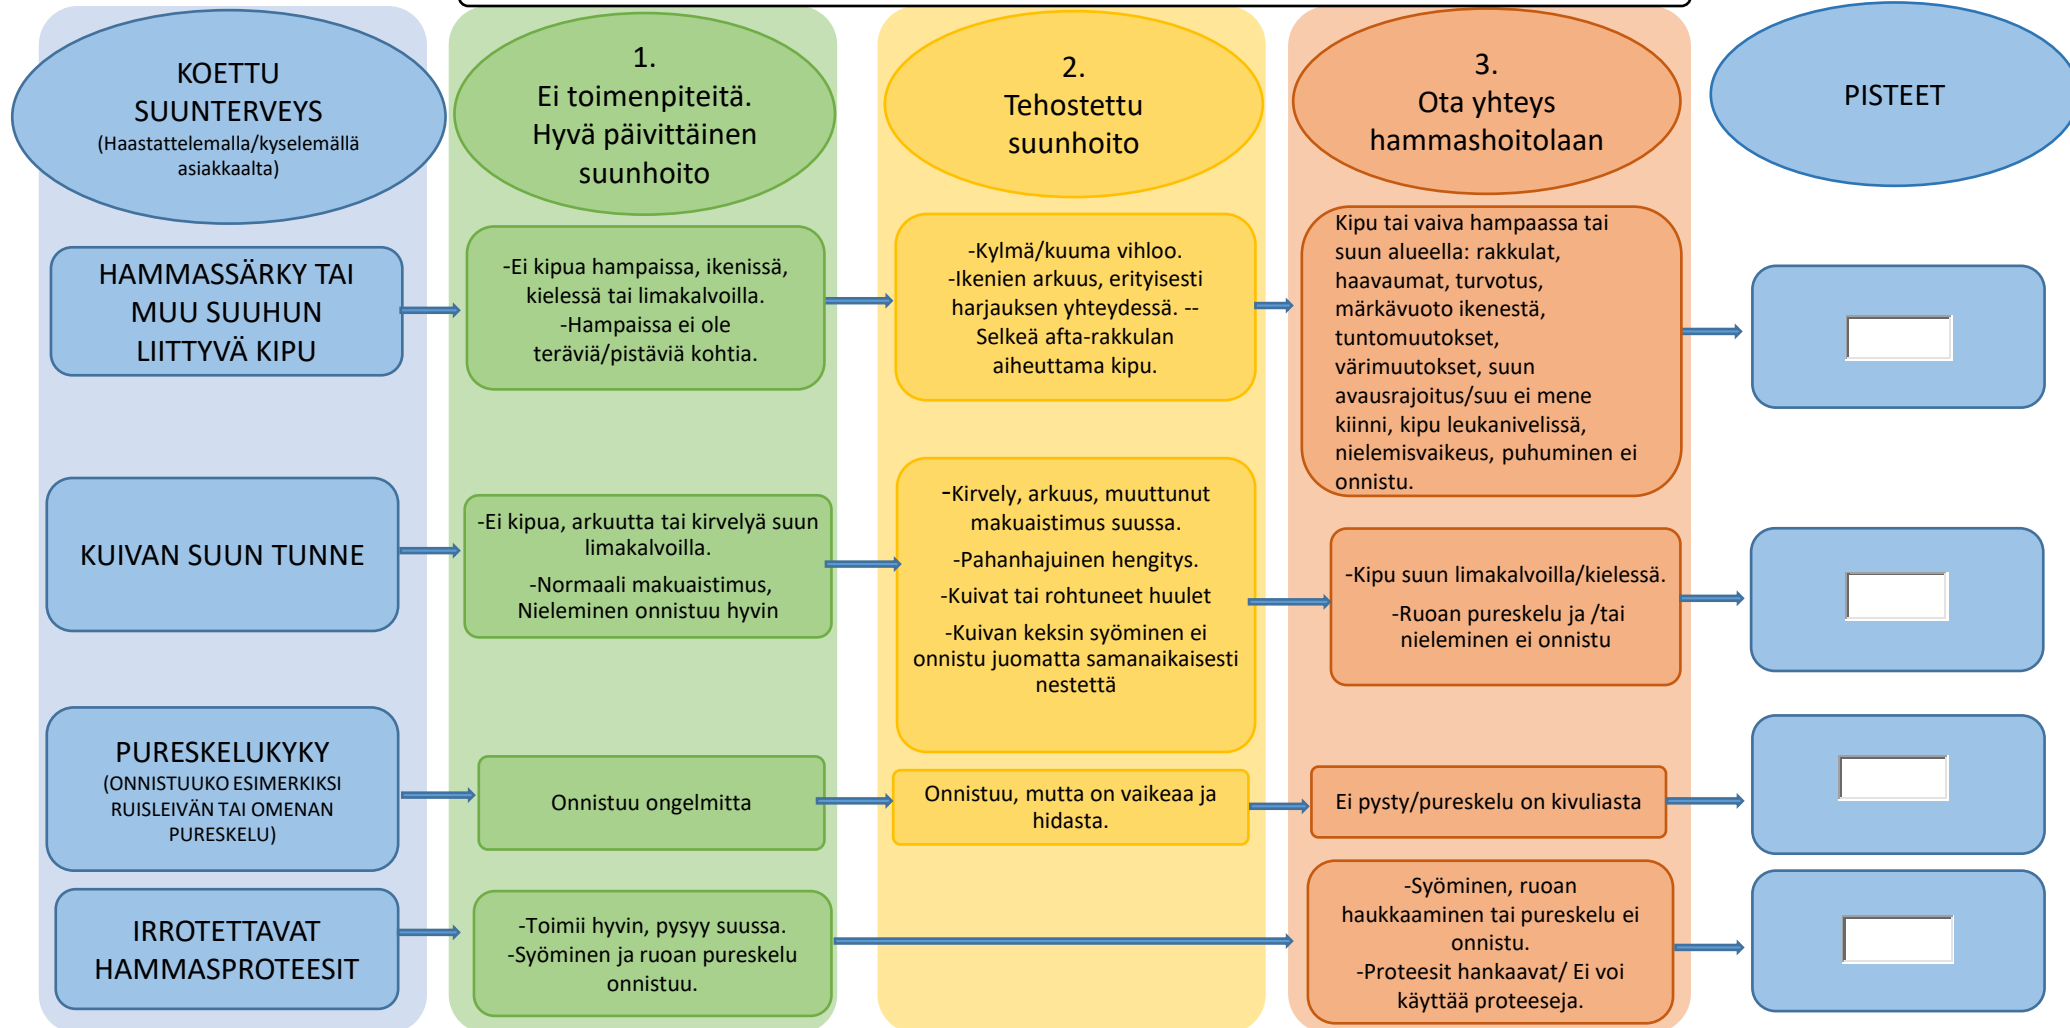 KOETTU
SUUNTERVEYS
(Haastattelemalla/kyselemällä
asiakkaalta)
1.
Ei toimenpiteitä.
Hyvä päivittäinen
suunhoito
2.
Tehostettu
suunhoito
3.
Ota yhteys
hammashoitolaan
PISTEET
HAMMASSÄRKY TAI
MUU SUUHUN
LIITTYVÄ KIPU
-Ei kipua hampaissa, ikenissä,
kielessä tai limakalvoilla.
-Hampaissa ei ole
teräviä/pistäviä kohtia.
-Kylmä/kuuma vihloo.
-Ikenien arkuus, erityisesti
harjauksen yhteydessä. --
Selkeä afta-rakkulan
aiheuttama kipu.
Kipu tai vaiva hampaassa tai
suun alueella: rakkulat,
haavaumat, turvotus,
märkävuoto ikenestä,
tuntomuutokset,
värimuutokset, suun
avausrajoitus/suu ei mene
kiinni, kipu leukanivelissä,
nielemisvaikeus, puhuminen ei
onnistu.
KUIVAN SUUN TUNNE
-Ei kipua, arkuutta tai kirvelyä suun
limakalvoilla.
-Normaali makuaistimus,
Nieleminen onnistuu hyvin
-Kirvely, arkuus, muuttunut
makuaistimus suussa.
-Pahanhajuinen hengitys.
-Kuivat tai rohtuneet huulet
-Kuivan keksin syöminen ei
onnistu juomatta samanaikaisesti
nestettä
-Kipu suun limakalvoilla/kielessä.
-Ruoan pureskelu ja /tai
nieleminen ei onnistu
PURESKELUKYKY
(ONNISTUUKO ESIMERKIKSI
RUISLEIVÄN TAI OMENAN
PURESKELU)
Onnistuu ongelmitta
Onnistuu, mutta on vaikeaa ja
hidasta.
Ei pysty/pureskelu on kivuliasta
IRROTETTAVAT
HAMMASPROTEESIT
-Toimii hyvin, pysyy suussa.
-Syöminen ja ruoan pureskelu
onnistuu.
-Syöminen, ruoan
haukkaaminen tai pureskelu ei
onnistu.
-Proteesit hankaavat/ Ei voi
käyttää proteeseja.